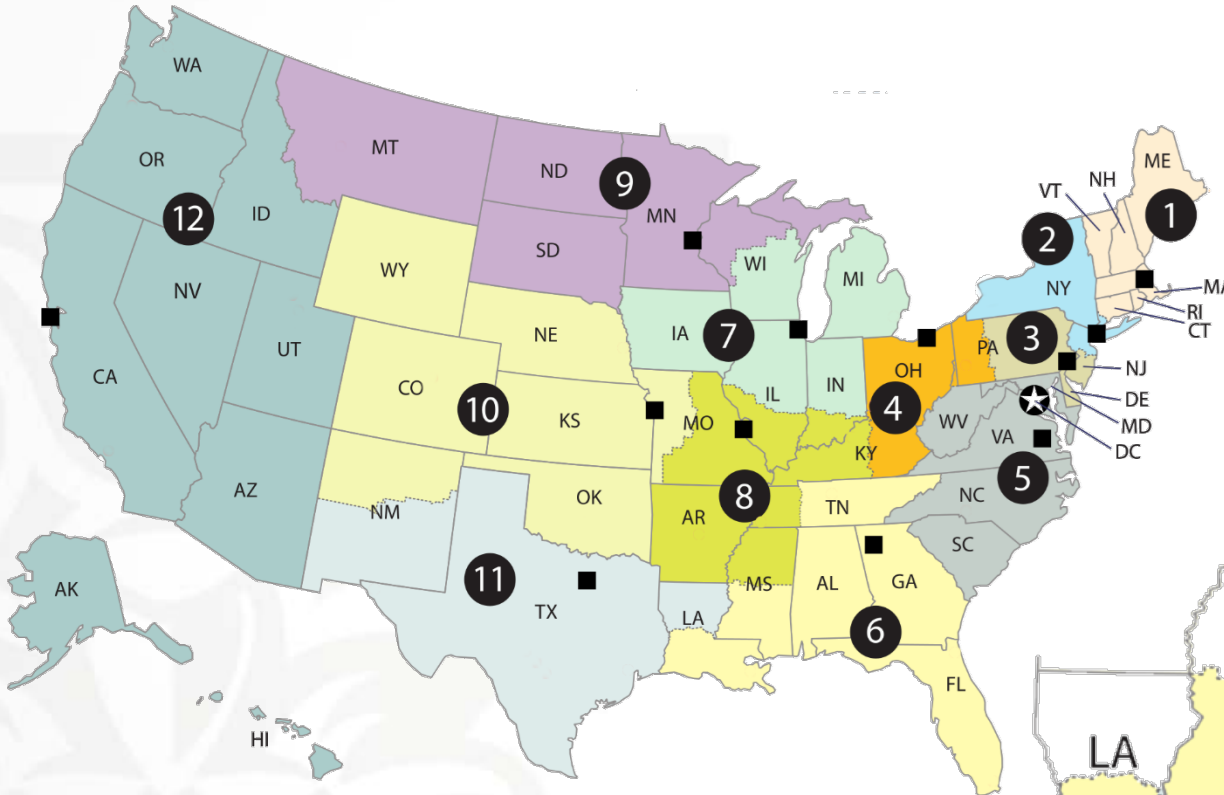 WA
ME
MT
NH
OR
ND
VT
9
1
MN
12
ID
2
SD
WI
WY
MI
NY
MA
NV
RI
7
3
CT
IA
PA
NE
UT
OH
NJ
CO
IL
IN
CA
DE
10
4
KS
MO
WV
MD
VA
DC
KY
5
AZ
8
NC
OK
TN
NM
AR
SC
11
AK
MS
AL
GA
TX
LA
6
FL
HI
LA